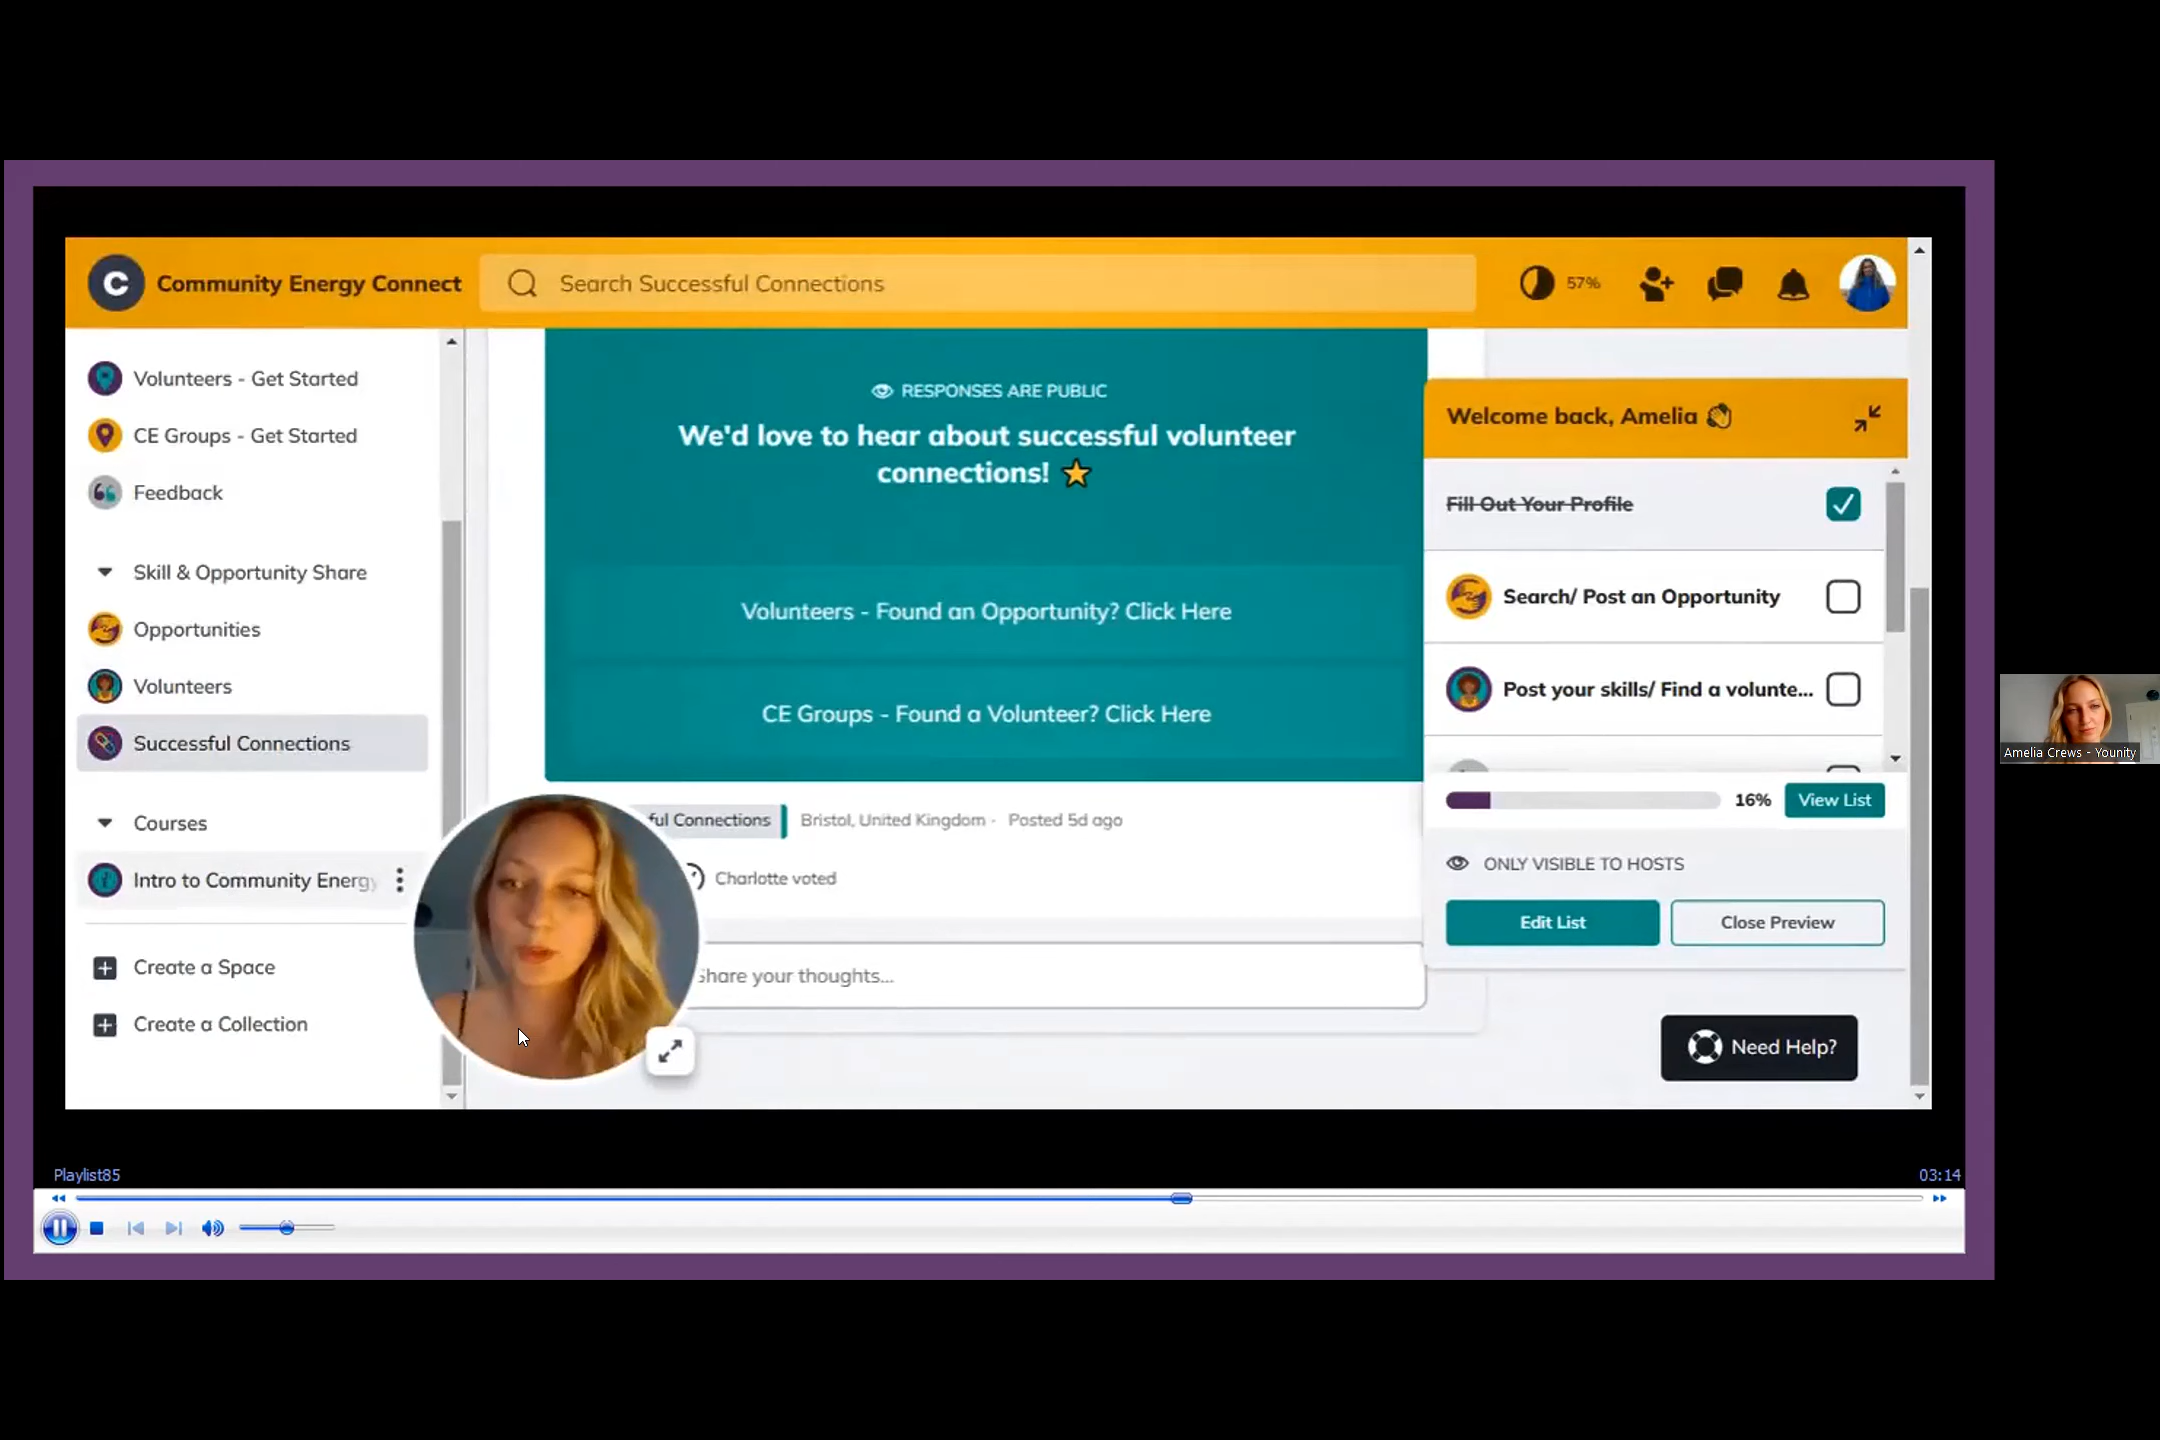 C Community Energy Connect
Search Successful Connections
57%
Volunteers - Get Started
CE Groups - Get Started
Feedback
Skill & Opportunity Share
Opportunities
Volunteers
Successful Connections
Courses
Intro to Community Energy
Create a Space
Create a Collection
RESPONSES ARE PUBLIC
We'd love to hear about successful volunteer
connections!
Volunteers - Found an Opportunity? Click Here
CE Groups - Found a Volunteer? Click Here
ful Connections Bristol, United Kingdom · Posted 5d ago
Charlotte voted
Share your thoughts...
Welcome back, Amelia
Fill Out Your Profile
Search/ Post an Opportunity
Post your skills/ Find a volunte...
16% View List
ONLY VISIBLE TO HOSTS
Edit List Close Preview
Need Help?
Amelia Crews - Younity
Playlist85
03:14